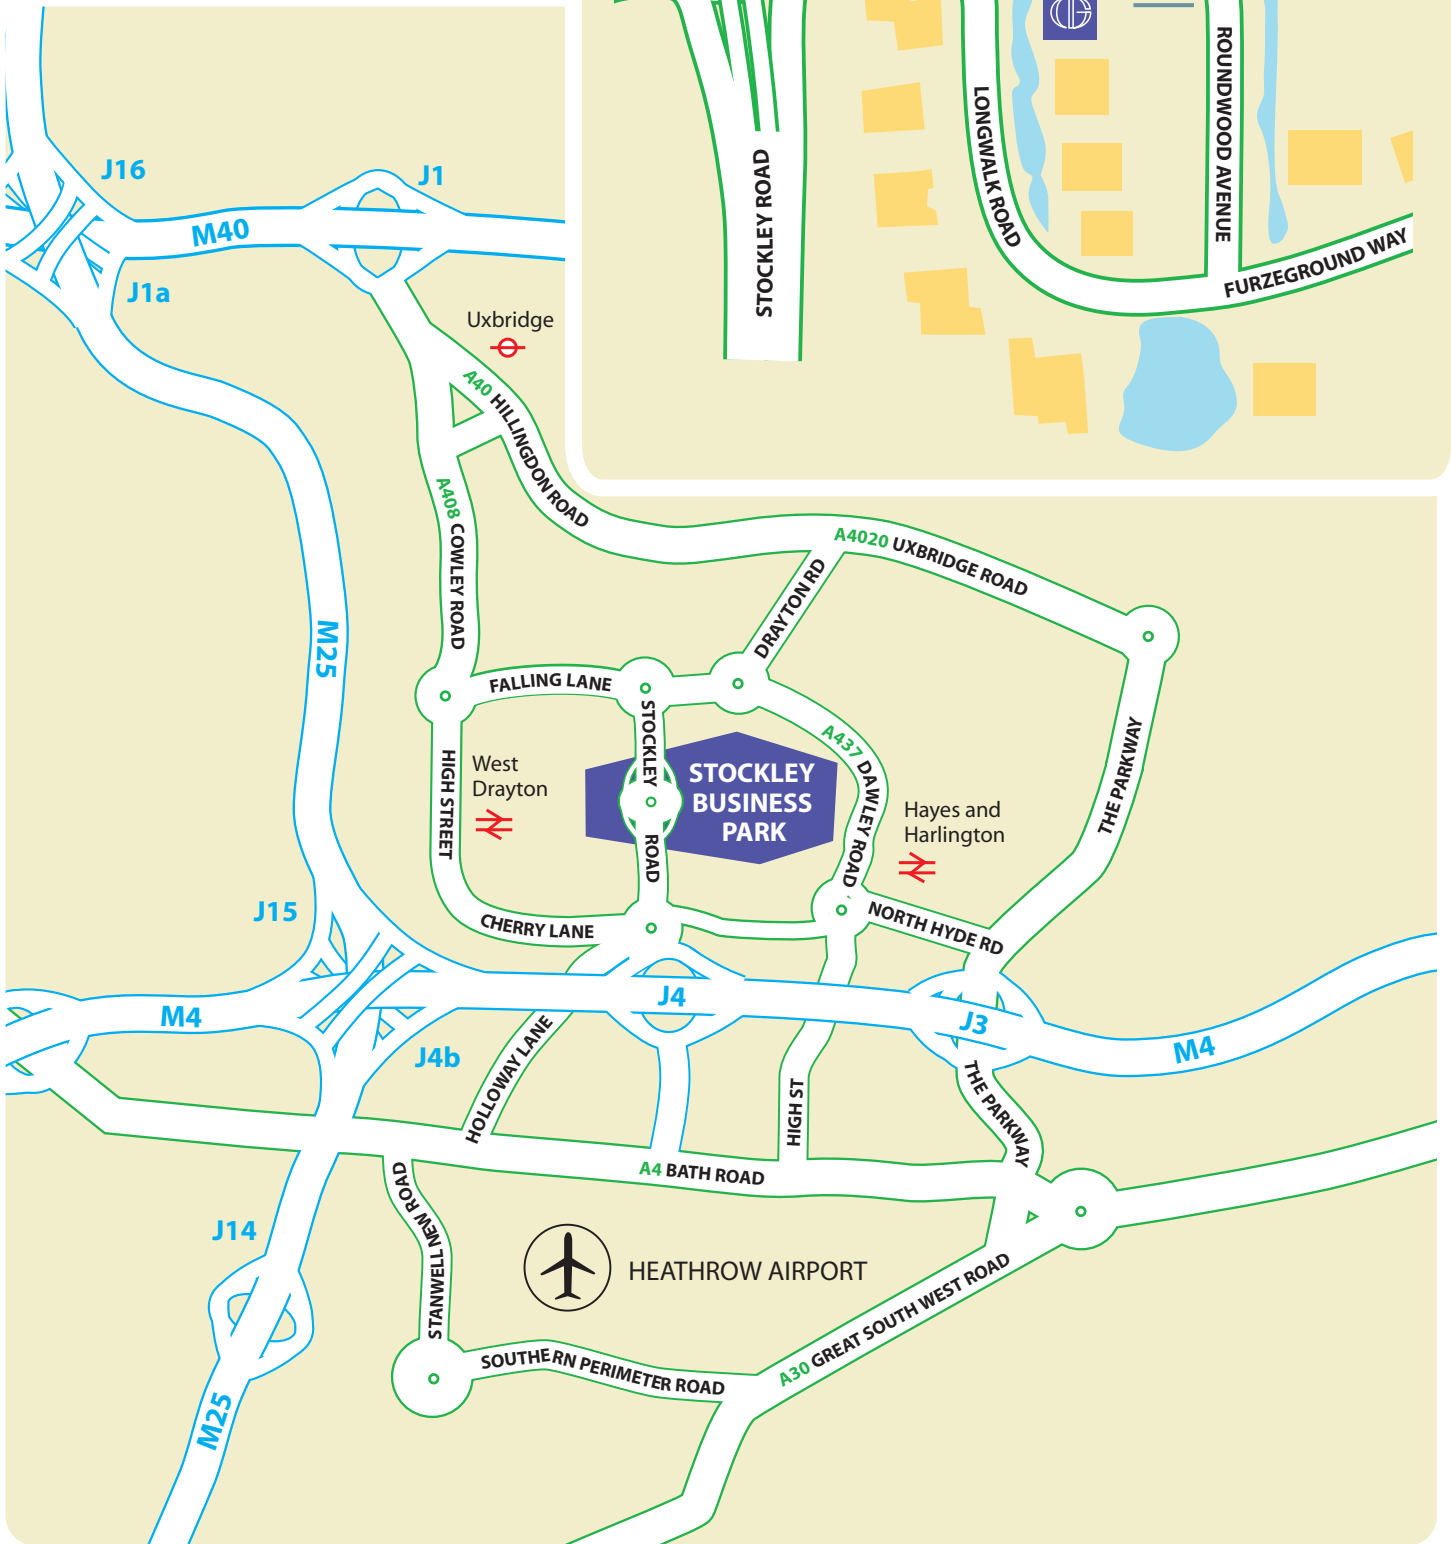 STOCKLEY ROAD
LONGWALK ROAD
ROUNDWOOD AVENUE
FURZEGROUND WAY
J16
J1
M40
J1a
Uxbridge
A40 HILLINGDON ROAD
A408 COWLEY ROAD
A4020 UXBRIDGE ROAD
DRAYTON RD
M25
FALLING LANE
STOCKLEY
ROAD
A437 DAWLEY ROAD
THE PARKWAY
HIGH STREET
West
Drayton
STOCKLEY
BUSINESS
PARK
Hayes and
Harlington
J15
CHERRY LANE
NORTH HYDE RD
M4
J4
J3
M4
J4b
HOLLOWAY LANE
HIGH ST
THE PARKWAY
A4 BATH ROAD
STANWELL NEW ROAD
J14
HEATHROW AIRPORT
A30 GREAT SOUTH WEST ROAD
SOUTHERN PERIMETER ROAD
M25